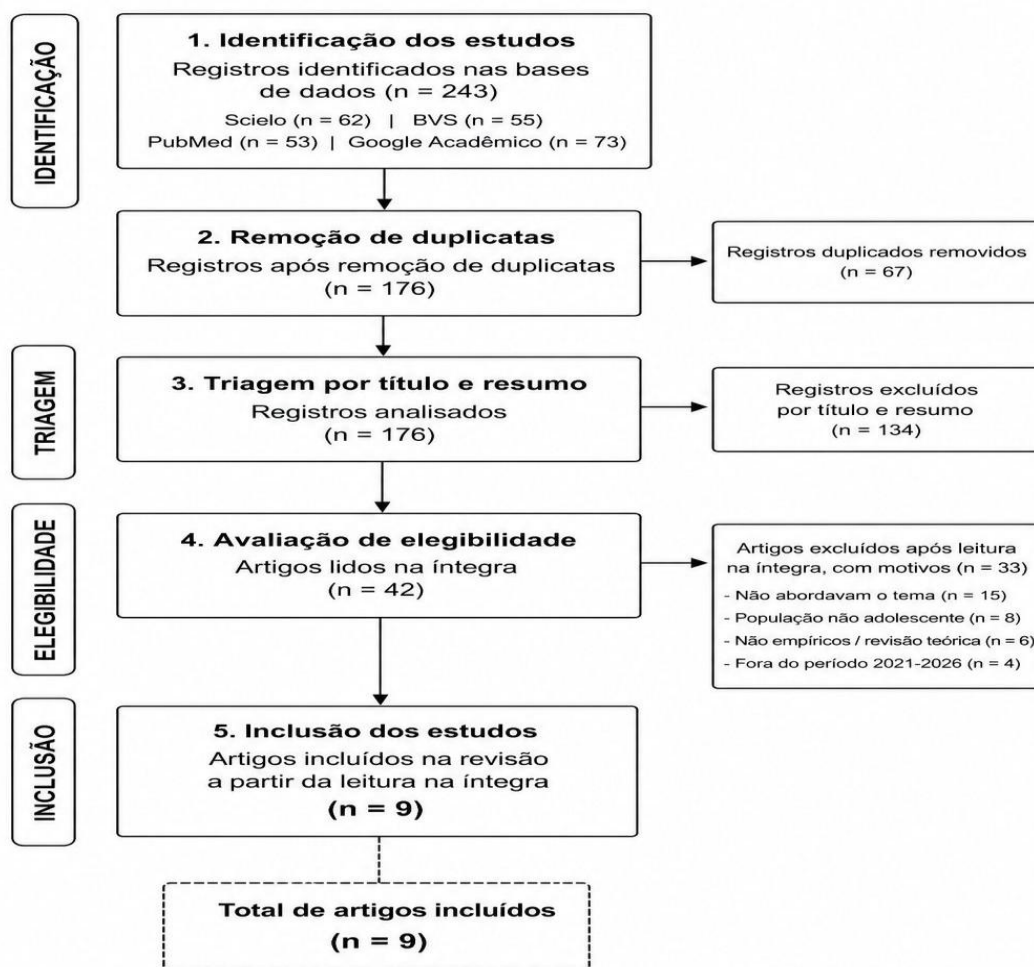 IDENTIFICAÇÃO
1. Identificação dos estudos
Registros identificados nas bases
de dados (n = 243)
Scielo (n = 62) | BVS (n = 55)
PubMed (n = 53) | Google Acadêmico (n = 73)
2. Remoção de duplicatas
Registros após remoção de duplicatas
(n = 176)
Registros duplicados removidos
(n = 67)
TRIAGEM
3. Triagem por título e resumo
Registros analisados
(n = 176)
Registros excluídos
por título e resumo
(n = 134)
ELEGIBILIDADE
4. Avaliação de elegibilidade
Artigos lidos na íntegra
(n = 42)
Artigos excluídos após leitura
na íntegra, com motivos (n = 33)
- Não abordavam o tema (n = 15)
- População não adolescente (n = 8)
- Não empíricos / revisão teórica (n = 6)
- Fora do período 2021-2026 (n = 4)
INCLUSÃO
5. Inclusão dos estudos
Artigos incluídos na revisão
a partir da leitura na íntegra
(n = 9)
Total de artigos incluídos
(n = 9)